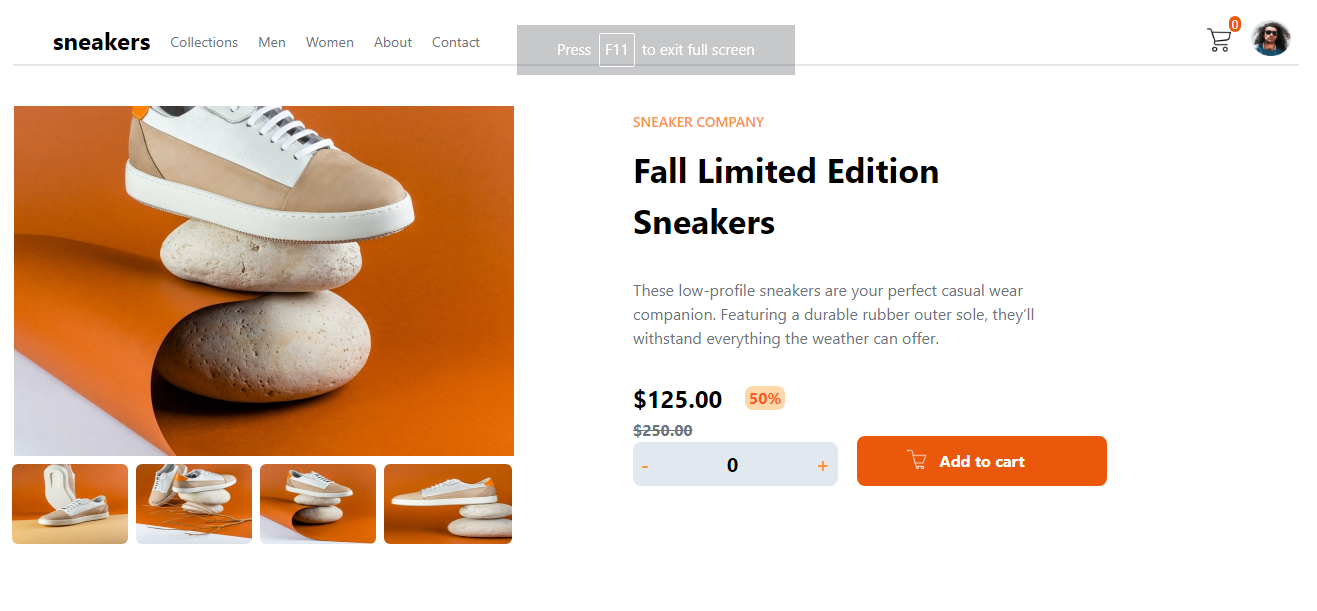 sneakers Collections Men Women About Contact
Press F11 to exit full screen
0
SNEAKER COMPANY
Fall Limited Edition
Sneakers
These low-profile sneakers are your perfect casual wear
companion. Featuring a durable rubber outer sole, they’ll
withstand everything the weather can offer.
$125.00 50%
$250.00
- 0 +
Add to cart